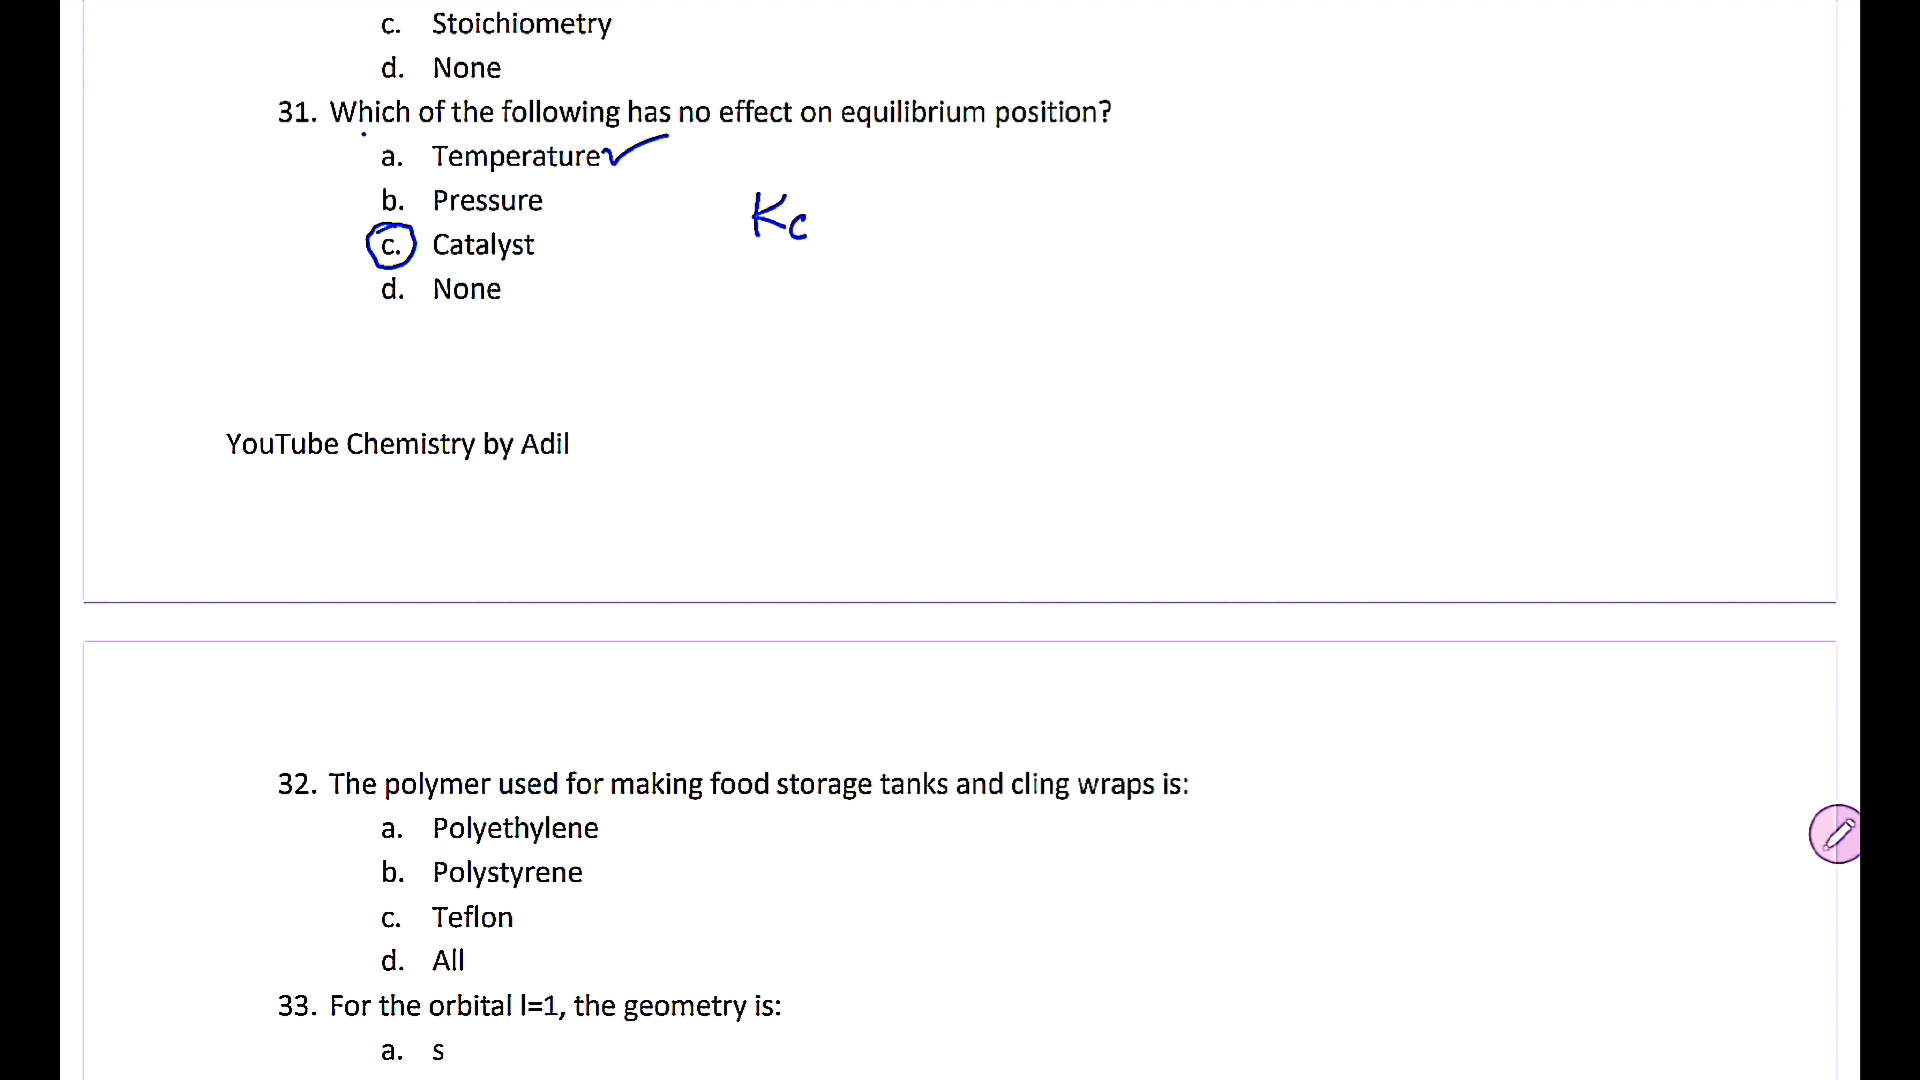 c. Stoichiometry
d. None
31. Which of the following has no effect on equilibrium position?
a. Temperature
b. Pressure
Kc
c. Catalyst
d. None
YouTube Chemistry by Adil
32. The polymer used for making food storage tanks and cling wraps is:
a. Polyethylene
b. Polystyrene
c. Teflon
d. All
33. For the orbital l=1, the geometry is:
a. s